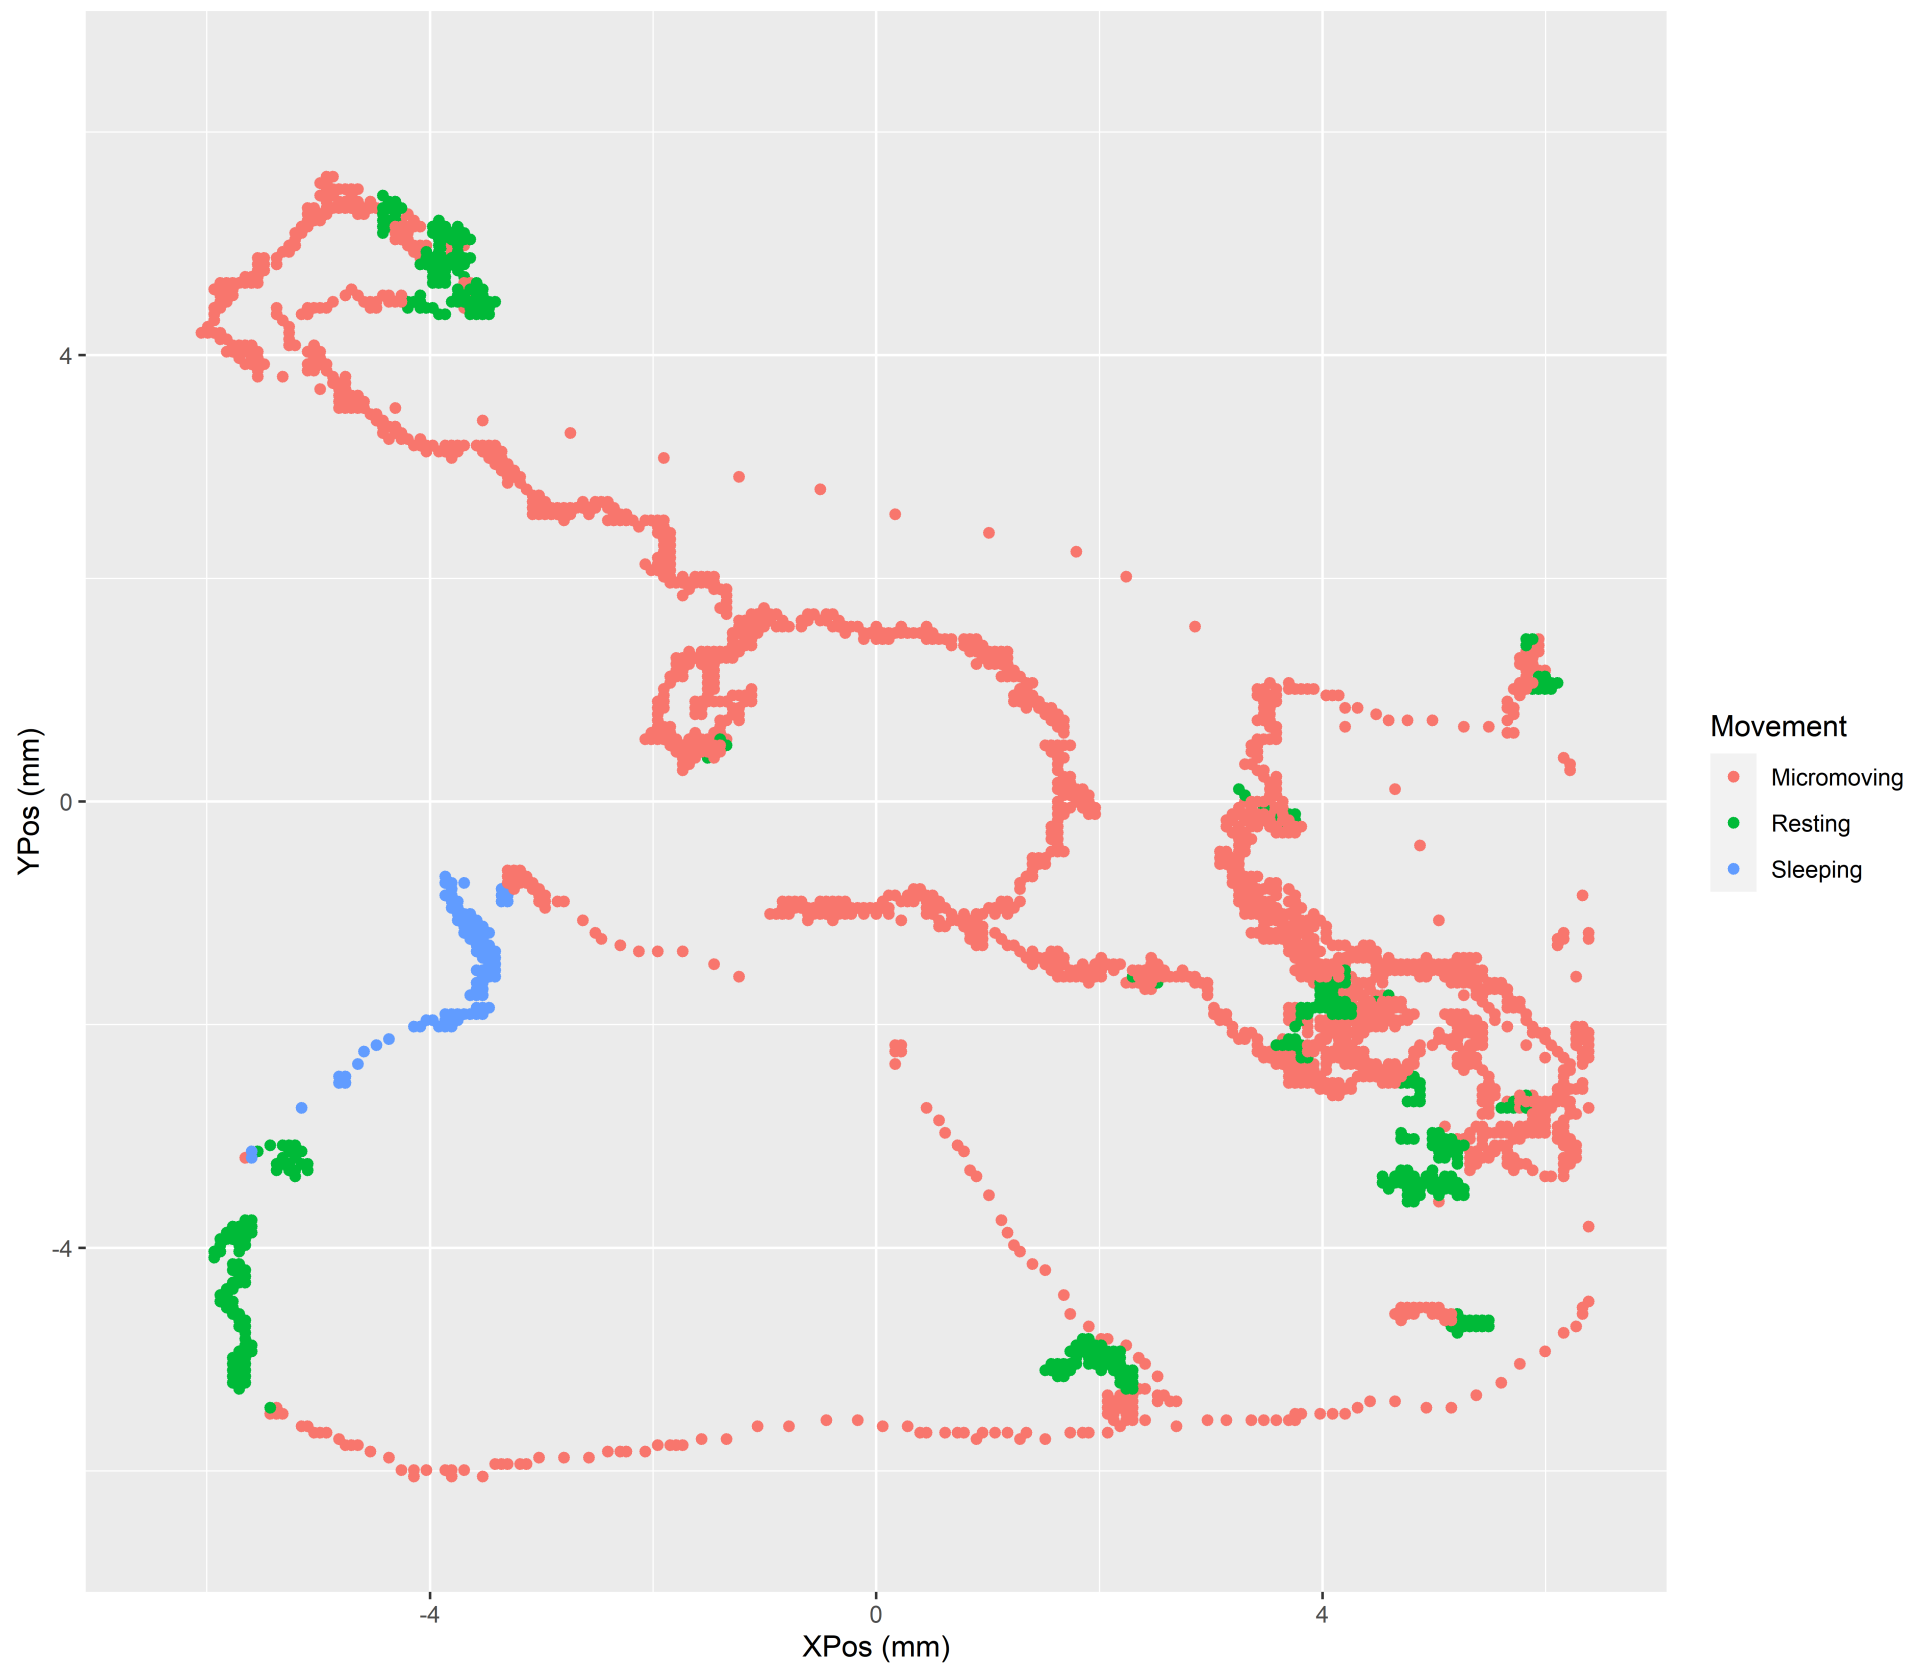 YPos (mm)
4
0
-4
-4
0
4
XPos (mm)
Movement
Micromoving
Resting
Sleeping